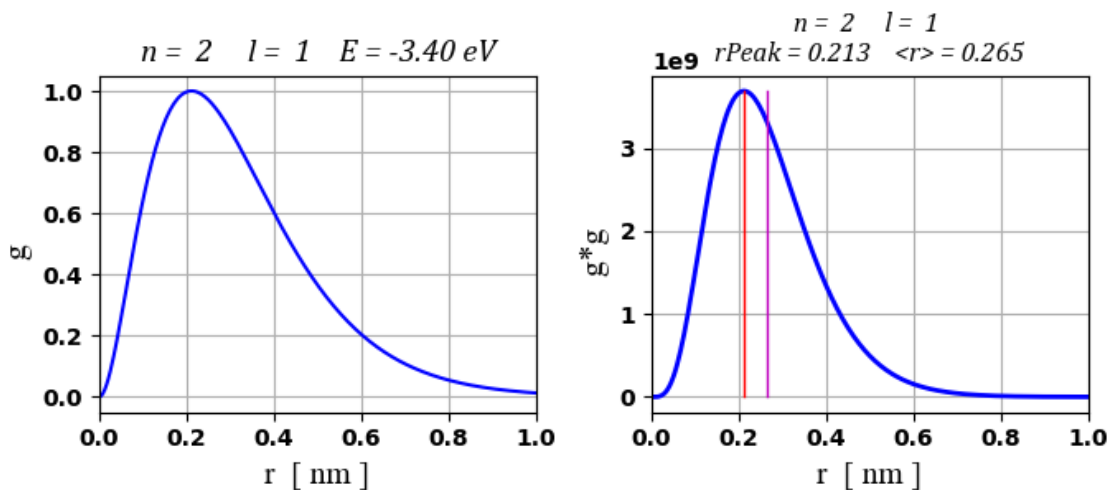 n = 2 l = 1 E = -3.40 eV
1.0
0.8
0.6
0.4
0.2
0.0
g
0.0 0.2 0.4 0.6 0.8 1.0
r [ nm ]
n = 2 l = 1
rPeak = 0.213 <r> = 0.265
1e9
3
2
1
0
g*g
0.0 0.2 0.4 0.6 0.8 1.0
r [ nm ]